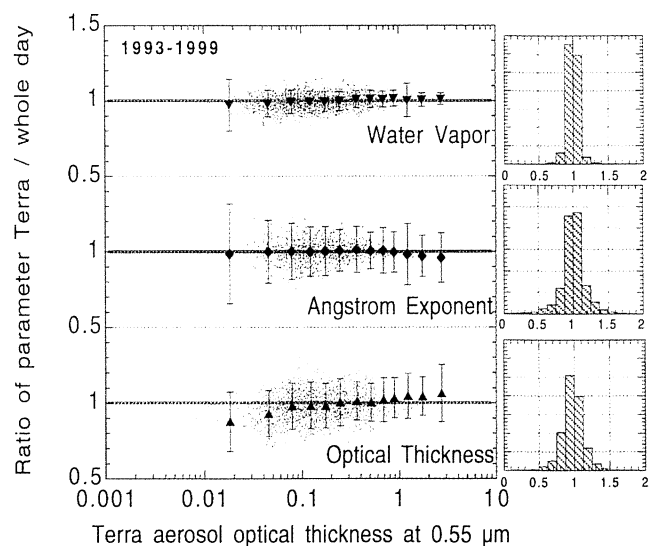 1.5
1993-1999
1
Water Vapor
0.5
0 0.5 1 1.5 2
1
Angstrom Exponent
0.5
0 0.5 1 1.5 2
1
Optical Thickness
0.5
0 0.5 1 1.5 2
0.001 0.01 0.1 1 10
Terra aerosol optical thickness at 0.55 µm
Ratio of parameter Terra / whole day